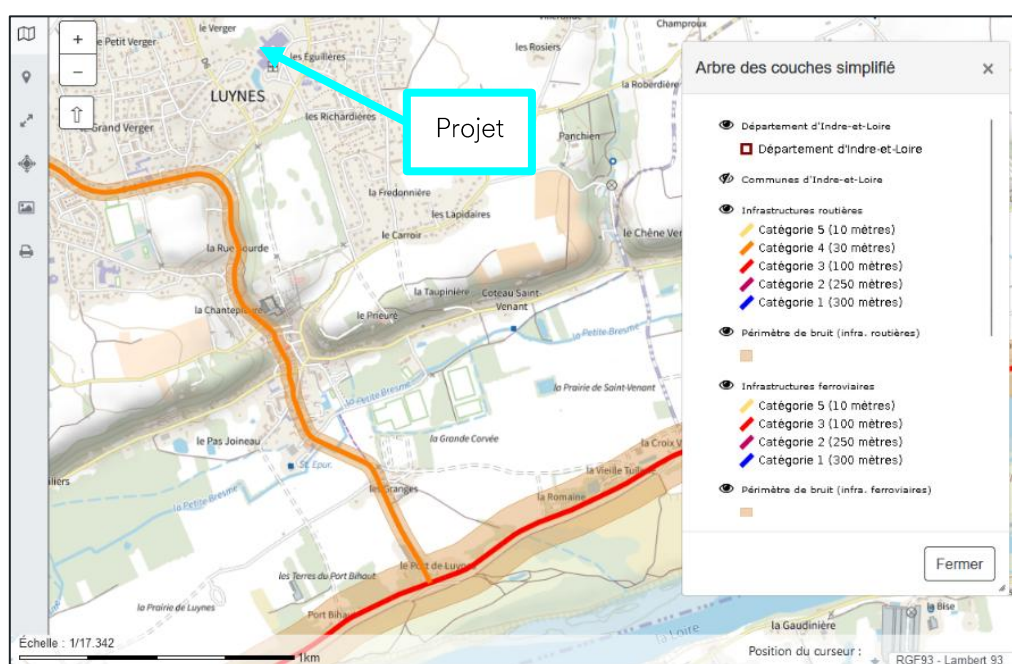 le Verger
Petit Verger
les Eguillères
LUYNES
les Richardières
Grand Verger
Projet
les Rosiers
Champroux
la Roberdière
Panchien
la Fredonnière
les Lapidaires
le Carroir
le Chêne Ver
la Rue Sourde
la Taupinière
Coteau Saint-
Venant
le Prieuré
la Petite Bresme
la Petite Bresme
la Prairie de Saint-Venant
la Grande Corvée
le Pas Joineau
St. Epur.
la Croix V
la Vieille Tuilerie
la Romaine
les Granges
la Petite Bresme
le Port de Luynes
les Terres du Port Bihaut
la Prairie de Luynes
Port Bihaut
la Loire
la Gaudinière
la Bise
Échelle : 1/17.342
1km
Position du curseur :
RGF93 - Lambert 93
+
−
⇧
Arbre des couches simplifié
×
Département d'Indre-et-Loire
Département d'Indre-et-Loire
Communes d'Indre-et-Loire
Infrastructures routières
Catégorie 5 (10 mètres)
Catégorie 4 (30 mètres)
Catégorie 3 (100 mètres)
Catégorie 2 (250 mètres)
Catégorie 1 (300 mètres)
Périmètre de bruit (infra. routières)
Infrastructures ferroviaires
Catégorie 5 (10 mètres)
Catégorie 3 (100 mètres)
Catégorie 2 (250 mètres)
Catégorie 1 (300 mètres)
Périmètre de bruit (infra. ferroviaires)
Fermer